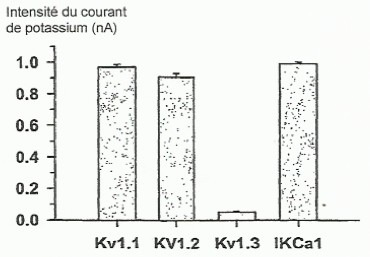 Intensité du courant
de potassium (nA)
1.0
0.8
0.6
0.4
0.2
0.0
Kv1.1 KV1.2 Kv1.3 IKCa1